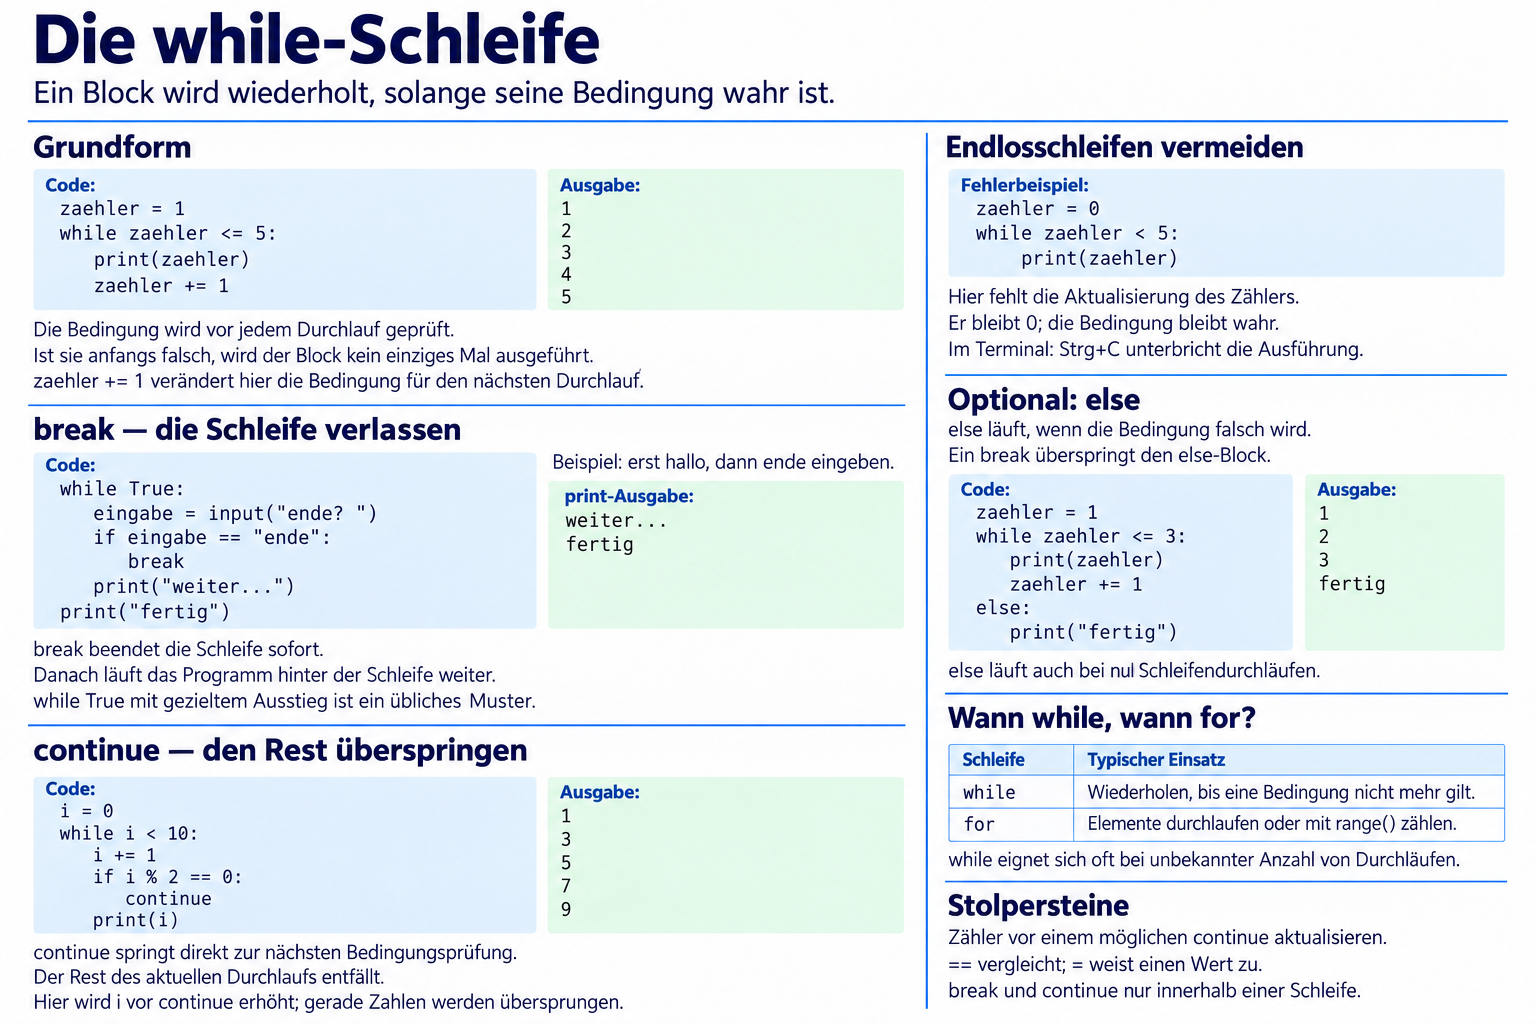 Die while-Schleife
Ein Block wird wiederholt, solange seine Bedingung wahr ist.
Grundform
Code:
zaehler = 1
while zaehler <= 5:
    print(zaehler)
    zaehler += 1
Ausgabe:
1
2
3
4
5
Die Bedingung wird vor jedem Durchlauf geprüft.
Ist sie anfangs falsch, wird der Block kein einziges Mal ausgeführt.
zaehler += 1 verändert hier die Bedingung für den nächsten Durchlauf.
break — die Schleife verlassen
Code:
while True:
    eingabe = input("ende? ")
    if eingabe == "ende":
        break
    print("weiter...")
print("fertig")
Beispiel: erst hallo, dann ende eingeben.
print-Ausgabe:
weiter...
fertig
break beendet die Schleife sofort.
Danach läuft das Programm hinter der Schleife weiter.
while True mit gezieltem Ausstieg ist ein übliches Muster.
continue — den Rest überspringen
Code:
i = 0
while i < 10:
    i += 1
    if i % 2 == 0:
        continue
    print(i)
Ausgabe:
1
3
5
7
9
continue springt direkt zur nächsten Bedingungsprüfung.
Der Rest des aktuellen Durchlaufs entfällt.
Hier wird i vor continue erhöht; gerade Zahlen werden übersprungen.
Endlosschleifen vermeiden
Fehlerbeispiel:
zaehler = 0
while zaehler < 5:
    print(zaehler)
Hier fehlt die Aktualisierung des Zählers.
Er bleibt 0; die Bedingung bleibt wahr.
Im Terminal: Strg+C unterbricht die Ausführung.
Optional: else
else läuft, wenn die Bedingung falsch wird.
Ein break überspringt den else-Block.
Code:
zaehler = 1
while zaehler <= 3:
    print(zaehler)
    zaehler += 1
else:
    print("fertig")
Ausgabe:
1
2
3
fertig
else läuft auch bei nul Schleifendurchläufen.
Wann while, wann for?
Schleife Typischer Einsatz
while Wiederholen, bis eine Bedingung nicht mehr gilt.
for Elemente durchlaufen oder mit range() zählen.
while eignet sich oft bei unbekannter Anzahl von Durchläufen.
Stolpersteine
Zähler vor einem möglichen continue aktualisieren.
== vergleicht; = weist einen Wert zu.
break und continue nur innerhalb einer Schleife.